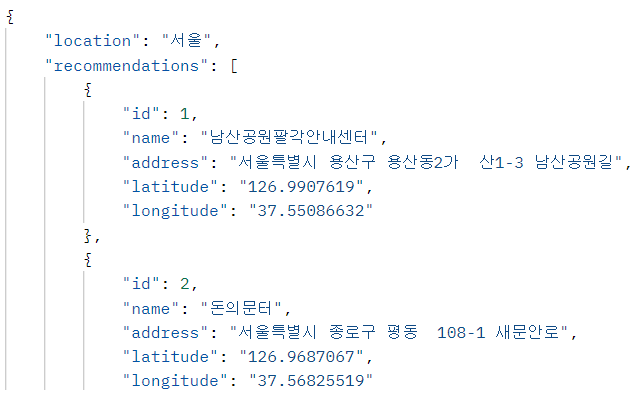 {
"location": "서울",
"recommendations": [
{
"id": 1,
"name": "남산공원팔각안내센터",
"address": "서울특별시 용산구 용산동2가  산1-3 남산공원길",
"latitude": "126.9907619",
"longitude": "37.55086632"
},
{
"id": 2,
"name": "돈의문터",
"address": "서울특별시 종로구 평동  108-1 새문안로",
"latitude": "126.9687067",
"longitude": "37.56825519"